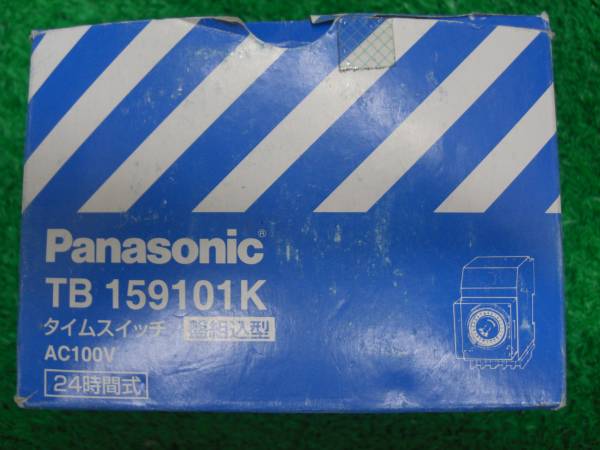 Panasonic®
TB 159101K
タイムスイッチ 盤組込型
AC100V
24時間式